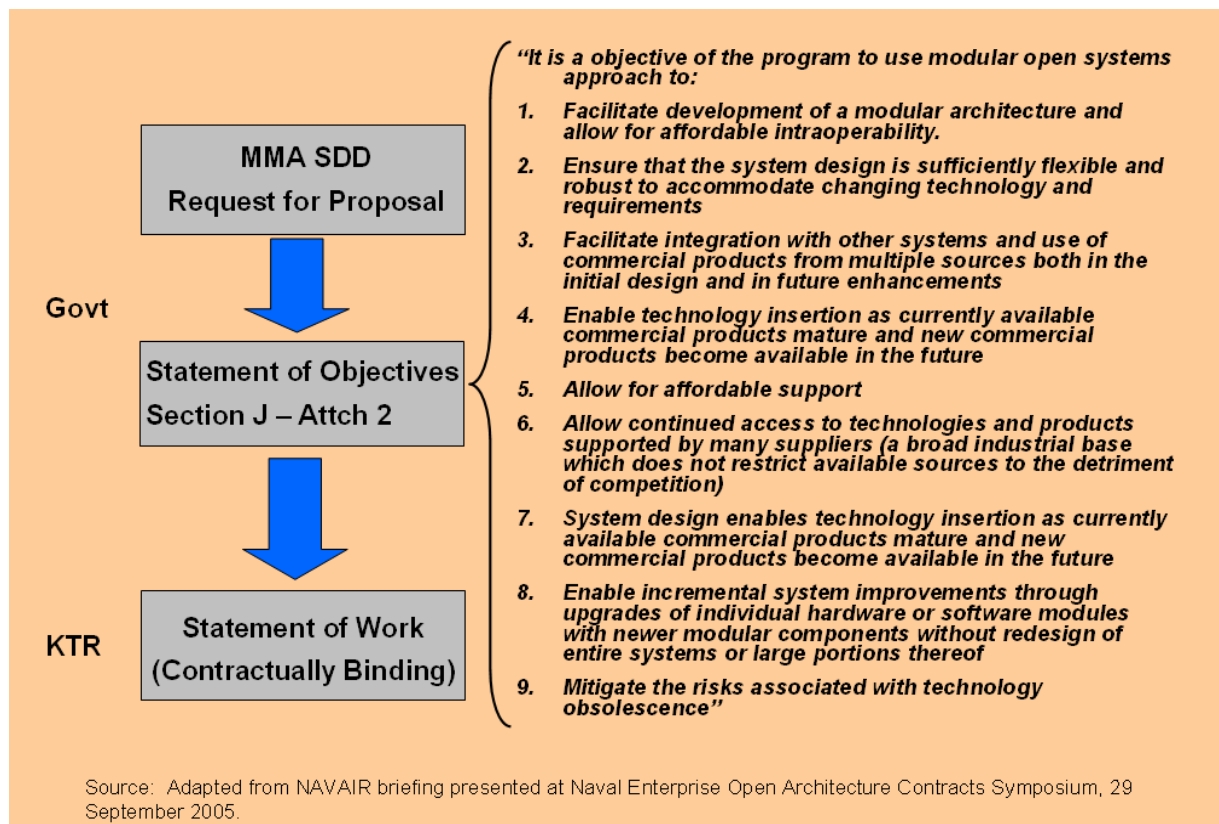 MMA SDD
Request for Proposal
Govt
Statement of Objectives
Section J – Attch 2
KTR
Statement of Work
(Contractually Binding)
“It is a objective of the program to use modular open systems
approach to:
1. Facilitate development of a modular architecture and
allow for affordable intraoperability.
2. Ensure that the system design is sufficiently flexible and
robust to accommodate changing technology and
requirements
3. Facilitate integration with other systems and use of
commercial products from multiple sources both in the
initial design and in future enhancements
4. Enable technology insertion as currently available
commercial products mature and new commercial
products become available in the future
5. Allow for affordable support
6. Allow continued access to technologies and products
supported by many suppliers (a broad industrial base
which does not restrict available sources to the detriment
of competition)
7. System design enables technology insertion as currently
available commercial products mature and new
commercial products become available in the future
8. Enable incremental system improvements through
upgrades of individual hardware or software modules
with newer modular components without redesign of
entire systems or large portions thereof
9. Mitigate the risks associated with technology
obsolescence”
Source: Adapted from NAVAIR briefing presented at Naval Enterprise Open Architecture Contracts Symposium, 29
September 2005.